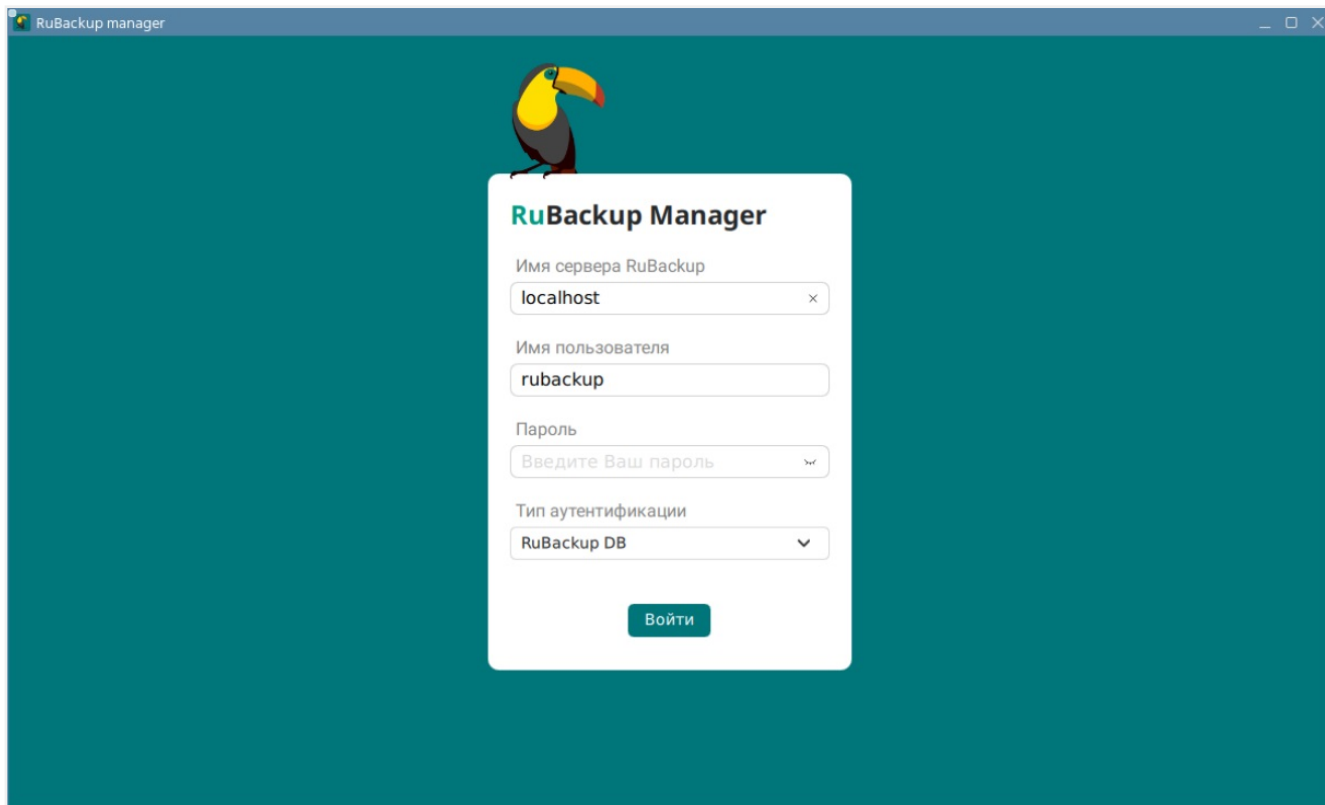 RuBackup manager
RuBackup Manager
Имя сервера RuBackup
localhost
Имя пользователя
rubackup
Пароль
Введите Ваш пароль
Тип аутентификации
RuBackup DB
Войти